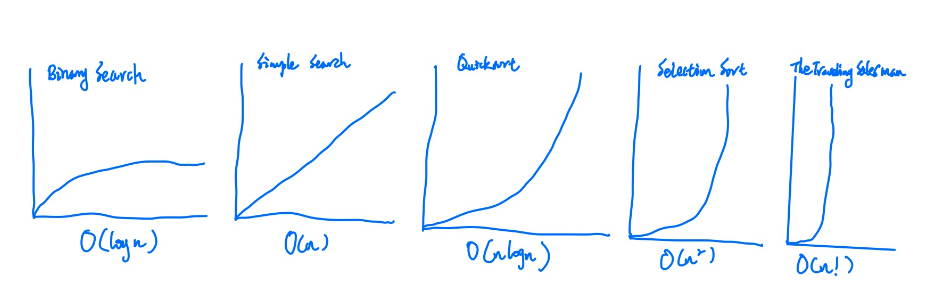 Binary Search
Simple Search
Quicksort
Selection Sort
The Traveling Salesman
O(log n)
O(n)
O(n log n)
O(n²)
O(n!)